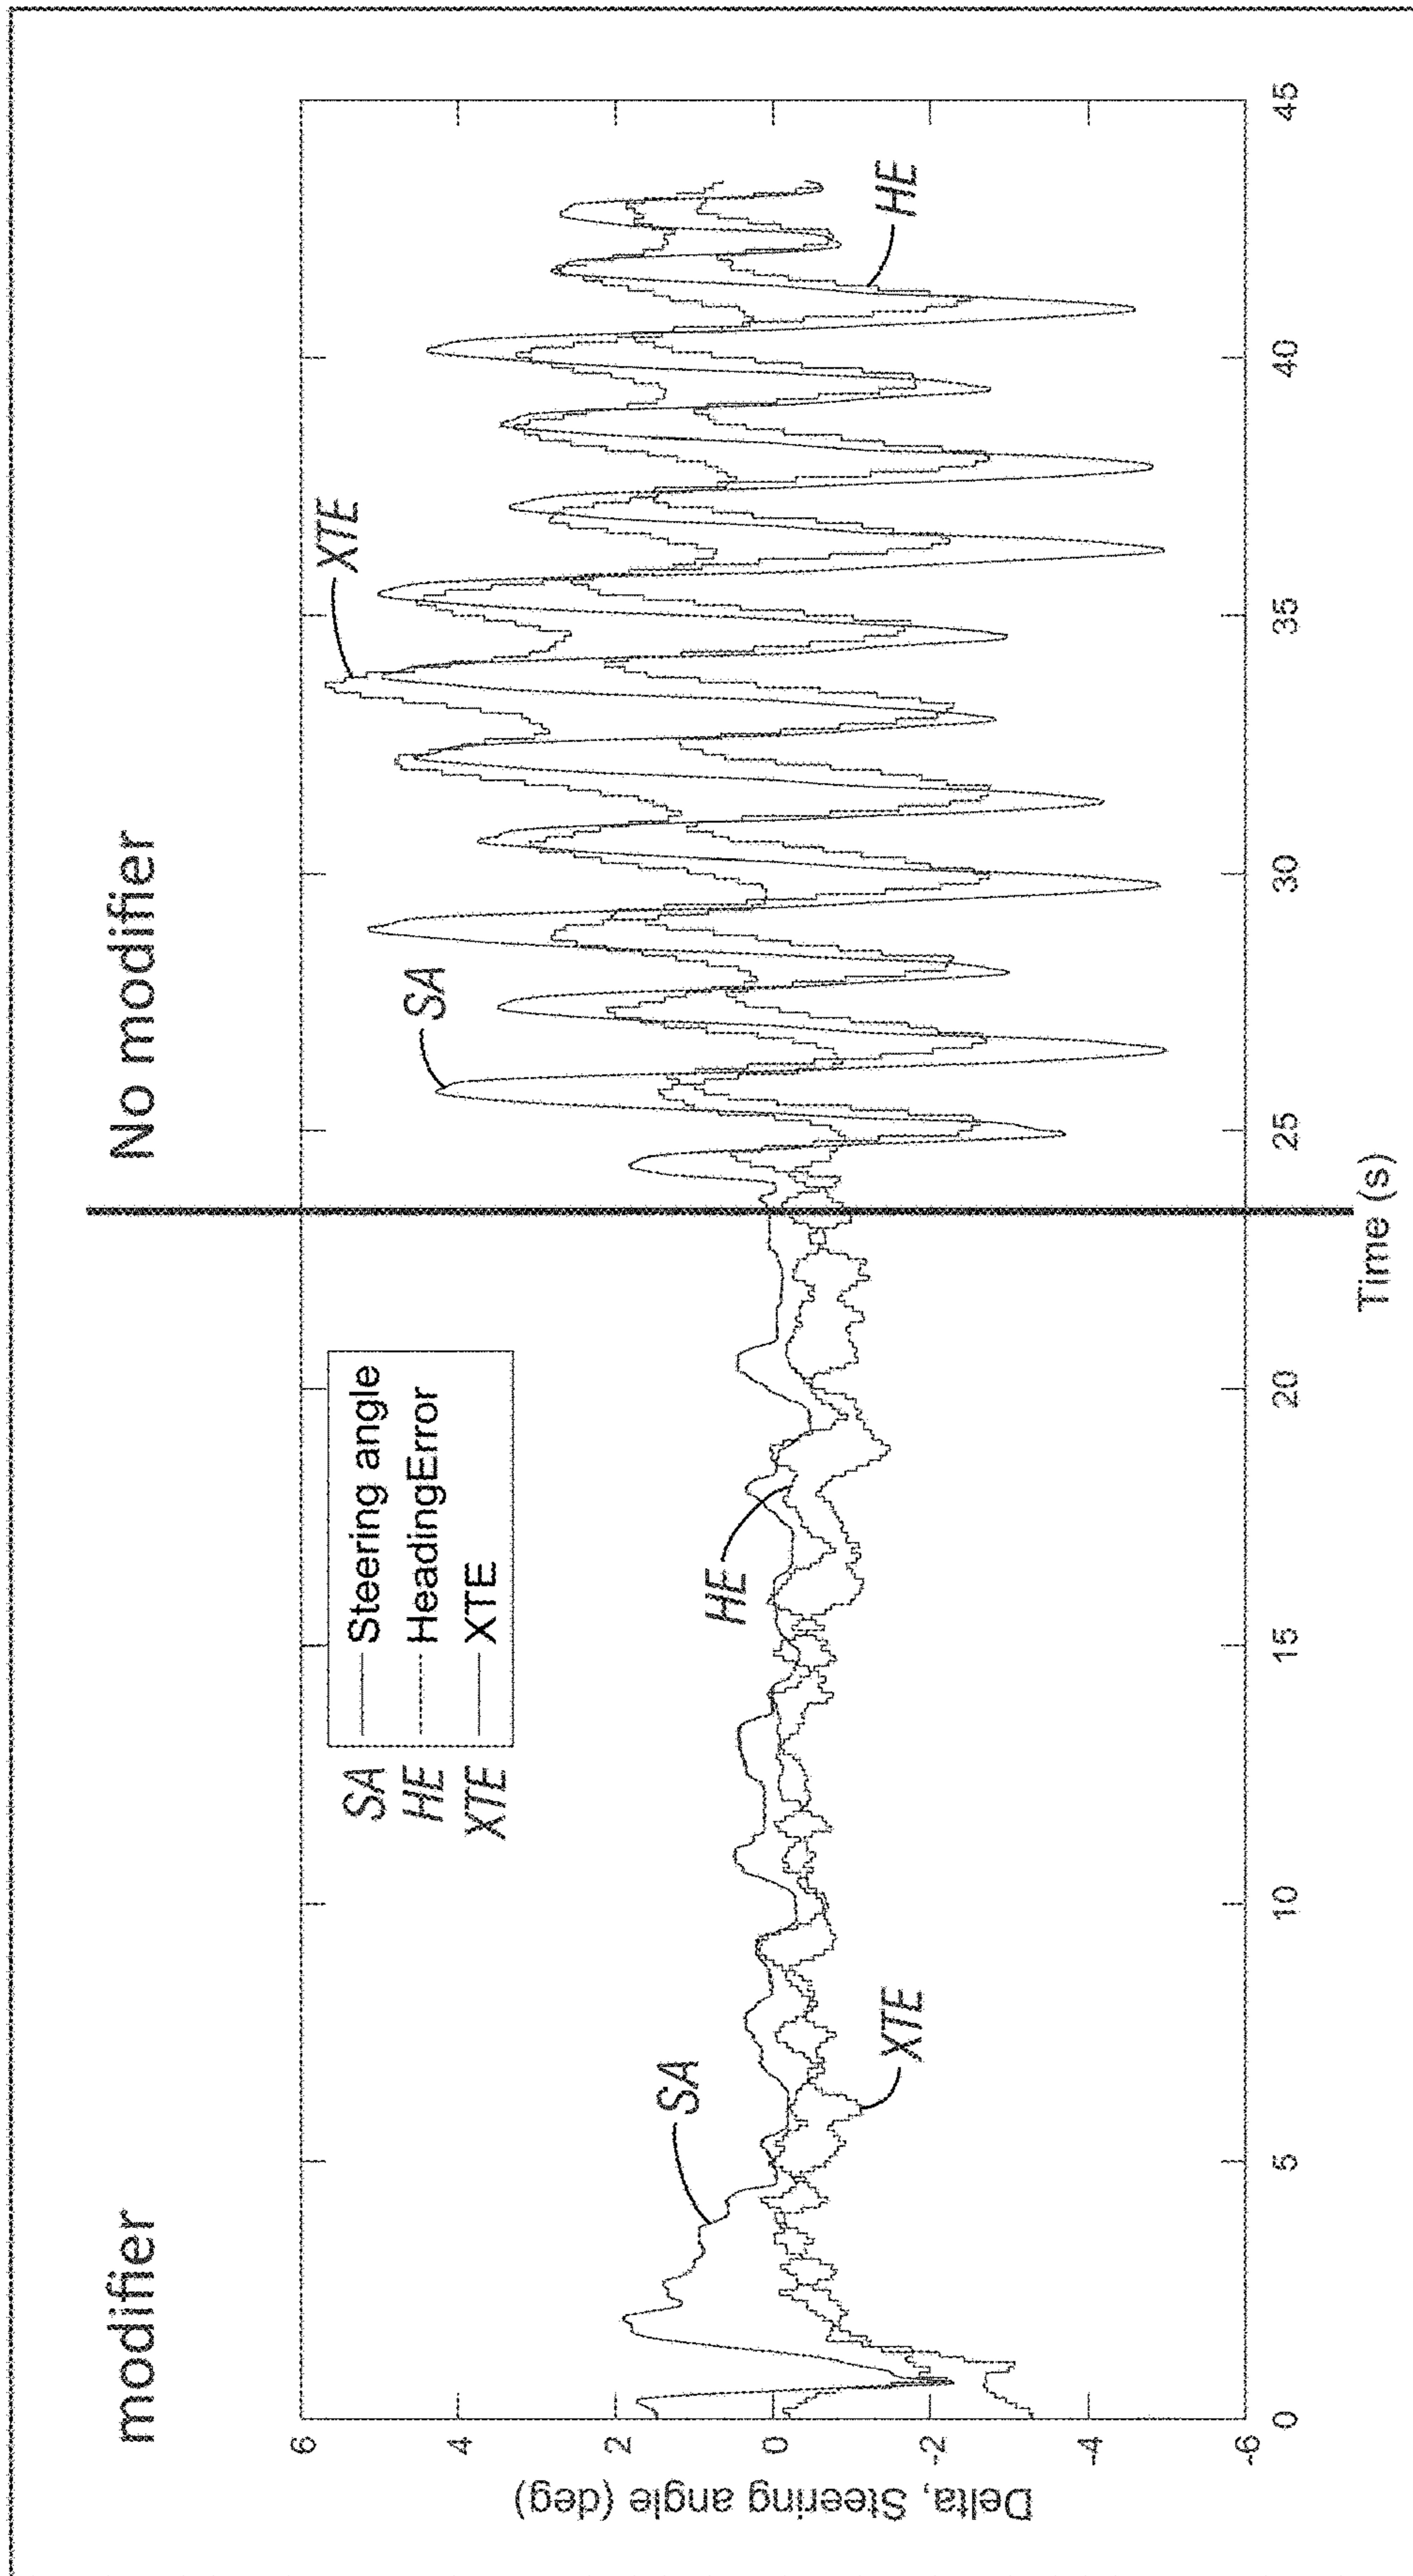 modifier
No modifier
SA Steering angle
HE HeadingError
XTE XTE
SA
XTE
HE
SA
XTE
HE
6
4
2
0
-2
-4
-6
Delta, Steering angle (deg)
0 5 10 15 20 25 30 35 40 45
Time (s)